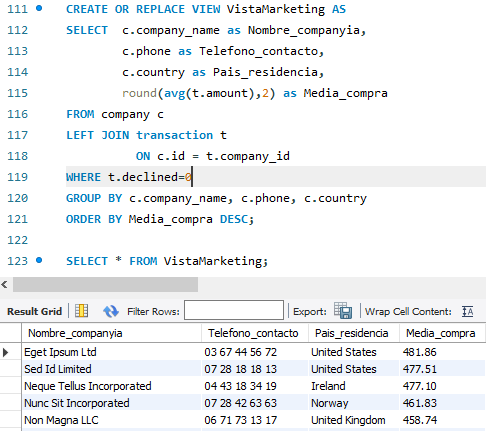 111 CREATE OR REPLACE VIEW VistaMarketing AS
112 SELECT c.company_name as Nombre_companyia,
113 c.phone as Telefono_contacto,
114 c.country as Pais_residencia,
115 round(avg(t.amount),2) as Media_compra
116 FROM company c
117 LEFT JOIN transaction t
118 ON c.id = t.company_id
119 WHERE t.declined=0
120 GROUP BY c.company_name, c.phone, c.country
121 ORDER BY Media_compra DESC;
122
123 SELECT * FROM VistaMarketing;
Result Grid Filter Rows: Export: Wrap Cell Content:
Nombre_companyia Telefono_contacto Pais_residencia Media_compra
Eget Ipsum Ltd 03 67 44 56 72 United States 481.86
Sed Id Limited 07 28 18 18 13 United States 477.51
Neque Tellus Incorporated 04 43 18 34 19 Ireland 477.10
Nunc Sit Incorporated 07 28 42 63 63 Norway 461.83
Non Magna LLC 06 71 73 13 17 United Kingdom 458.74